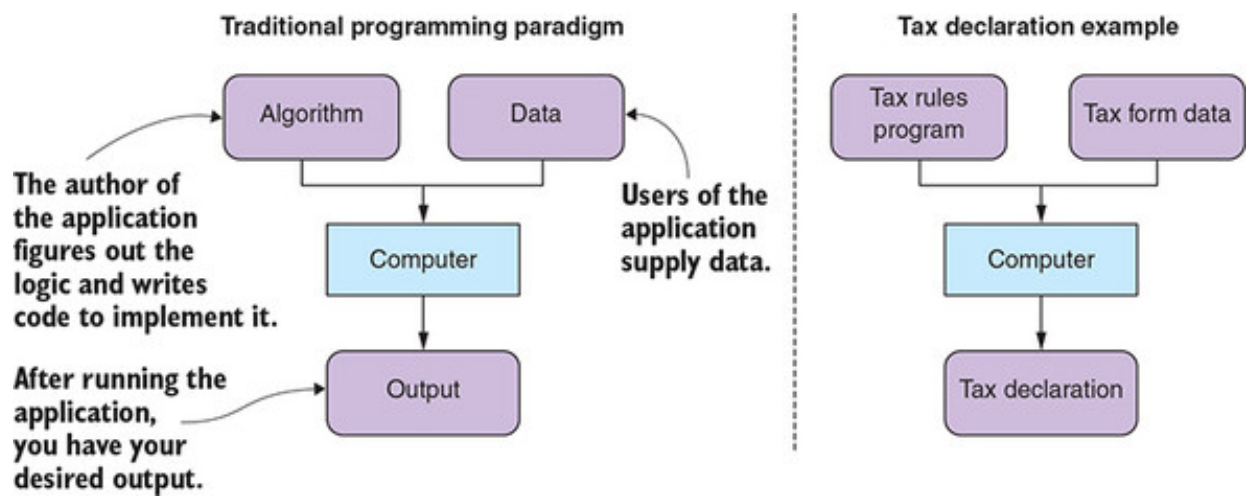 Traditional programming paradigm
Algorithm
Data
The author of
the application
figures out the
logic and writes
code to implement it.
Users of the
application
supply data.
Computer
After running the
application,
you have your
desired output.
Output
Tax declaration example
Tax rules
program
Tax form data
Computer
Tax declaration